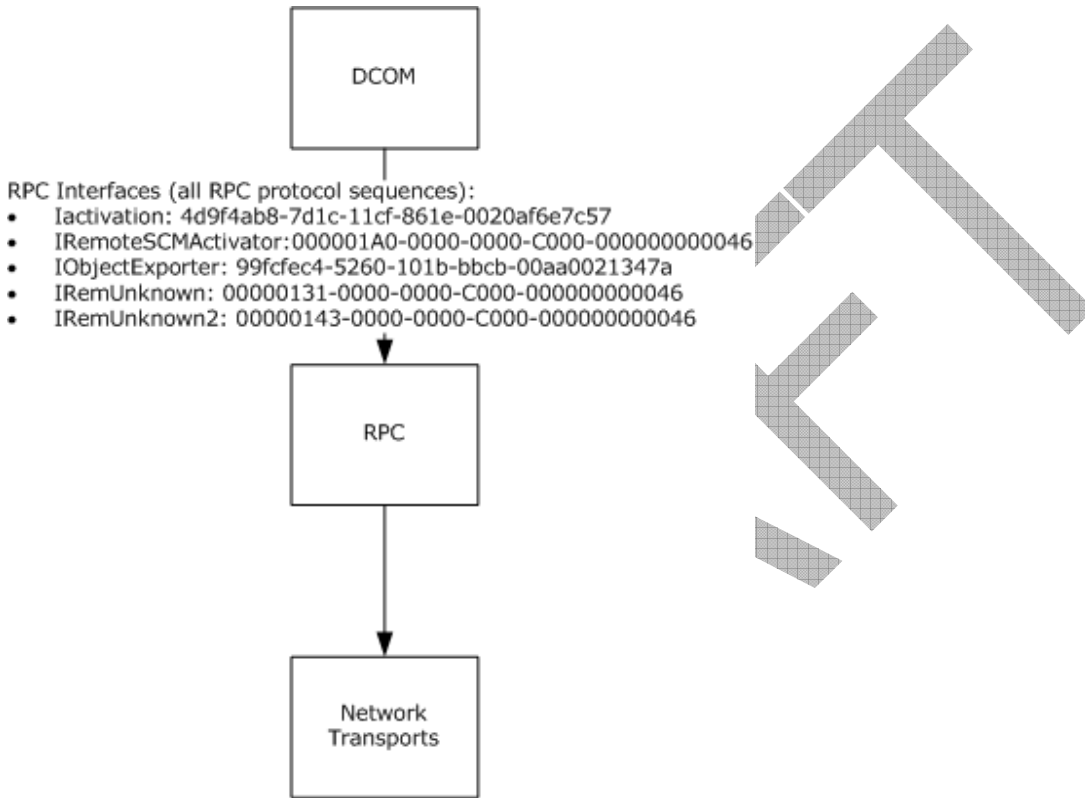 DCOM
RPC Interfaces (all RPC protocol sequences):
• Iactivation: 4d9f4ab8-7d1c-11cf-861e-0020af6e7c57
• IRemoteSCMActivator:000001A0-0000-0000-C000-000000000046
• IObjectExporter: 99fcfec4-5260-101b-bbcb-00aa0021347a
• IRemUnknown: 00000131-0000-0000-C000-000000000046
• IRemUnknown2: 00000143-0000-0000-C000-000000000046
RPC
Network
Transports